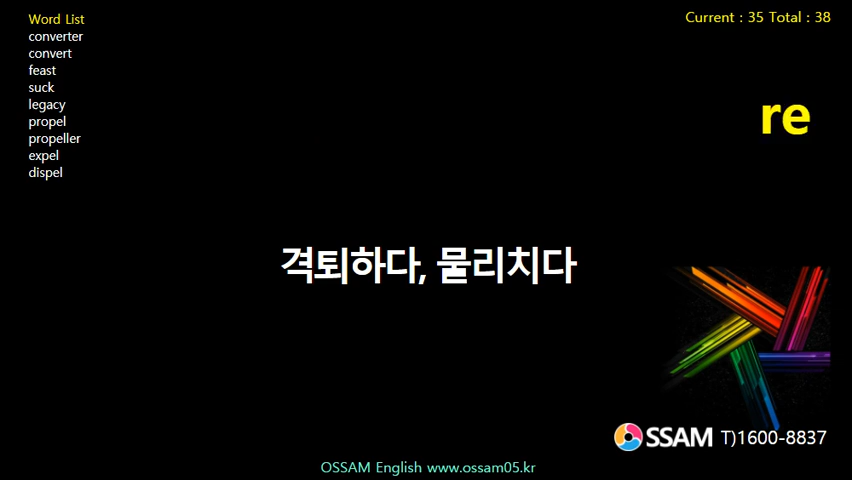 Word List
converter
convert
feast
suck
legacy
propel
propeller
expel
dispel
Current : 35 Total : 38
re
격퇴하다, 물리치다
OSSAM T)1600-8837
OSSAM English www.ossam05.kr